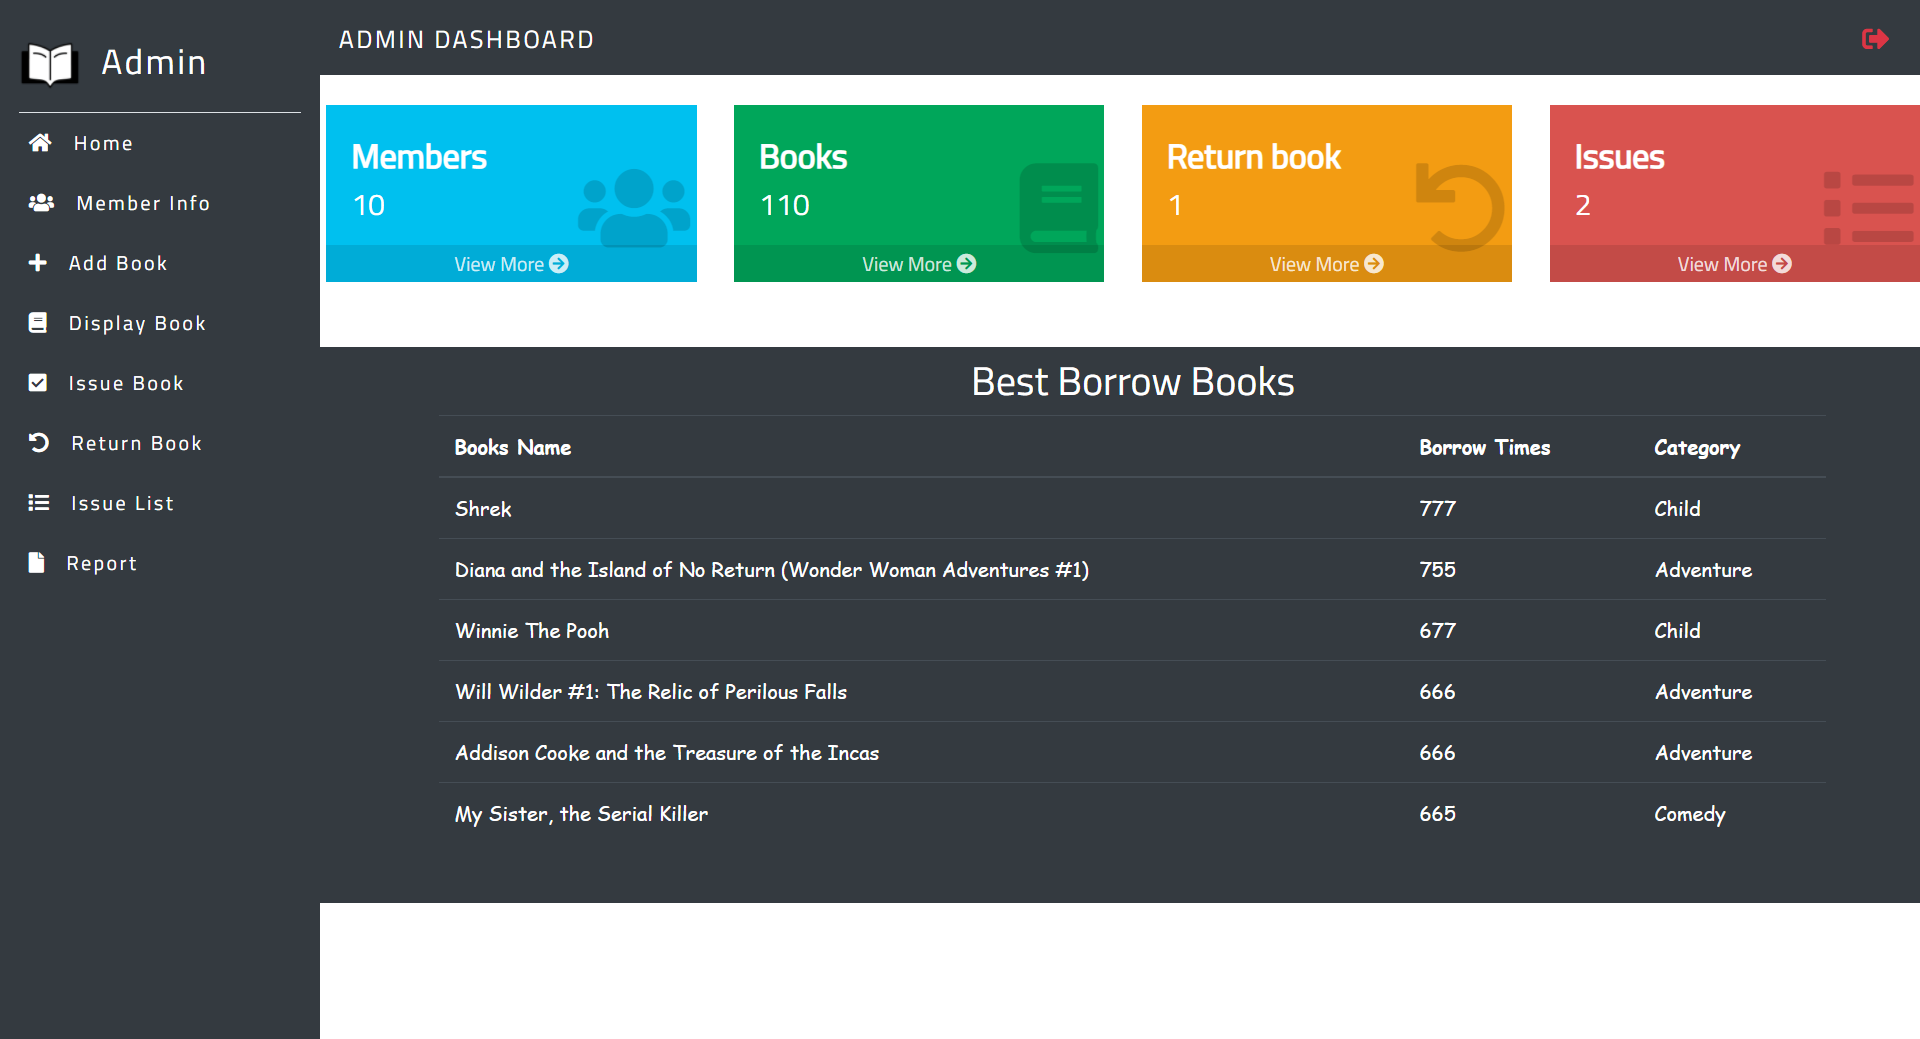 Admin
Home
Member Info
Add Book
Display Book
Issue Book
Return Book
Issue List
Report
ADMIN DASHBOARD
Members
10
View More
Books
110
View More
Return book
1
View More
Issues
2
View More
Best Borrow Books
Books Name Borrow Times Category
Shrek 777 Child
Diana and the Island of No Return (Wonder Woman Adventures #1) 755 Adventure
Winnie The Pooh 677 Child
Will Wilder #1: The Relic of Perilous Falls 666 Adventure
Addison Cooke and the Treasure of the Incas 666 Adventure
My Sister, the Serial Killer 665 Comedy